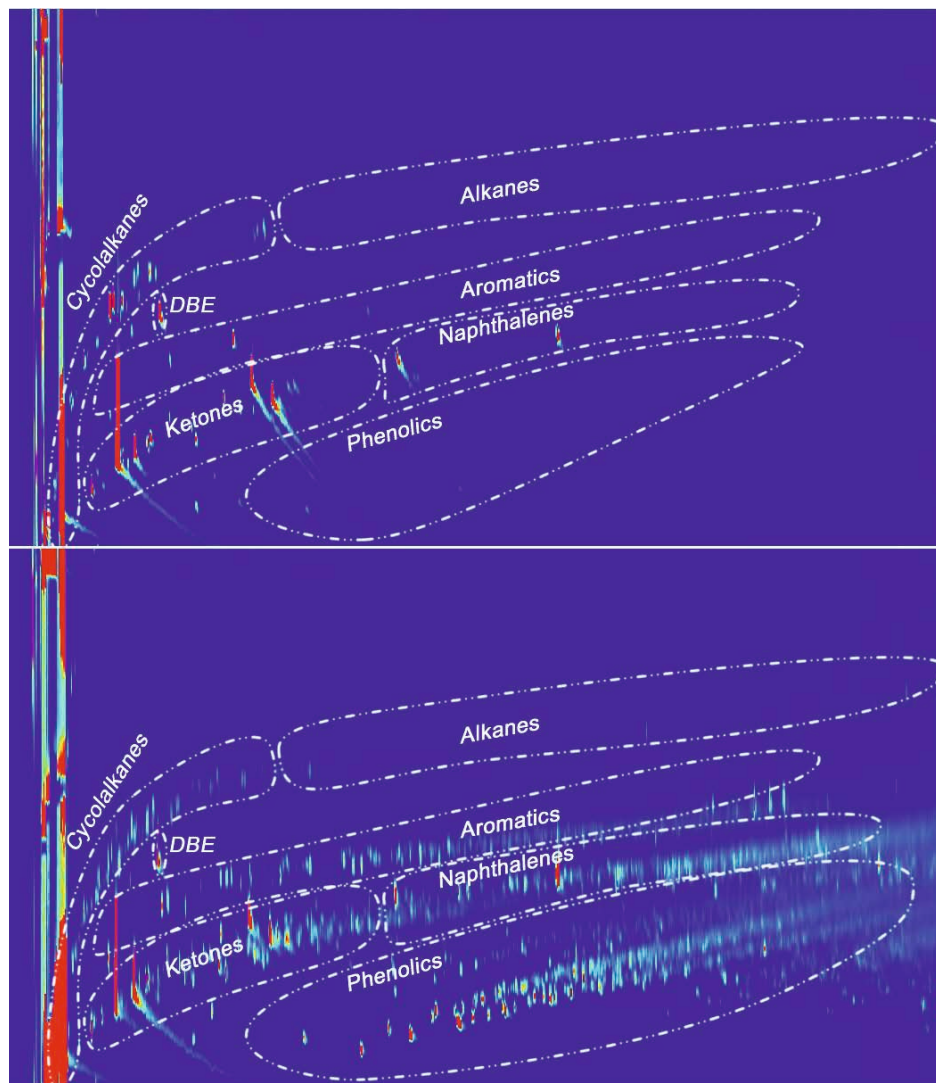 Alkanes
Cycolalkanes
DBE
Aromatics
Naphthalenes
Ketones
Phenolics
Alkanes
Cycolalkanes
DBE
Aromatics
Naphthalenes
Ketones
Phenolics